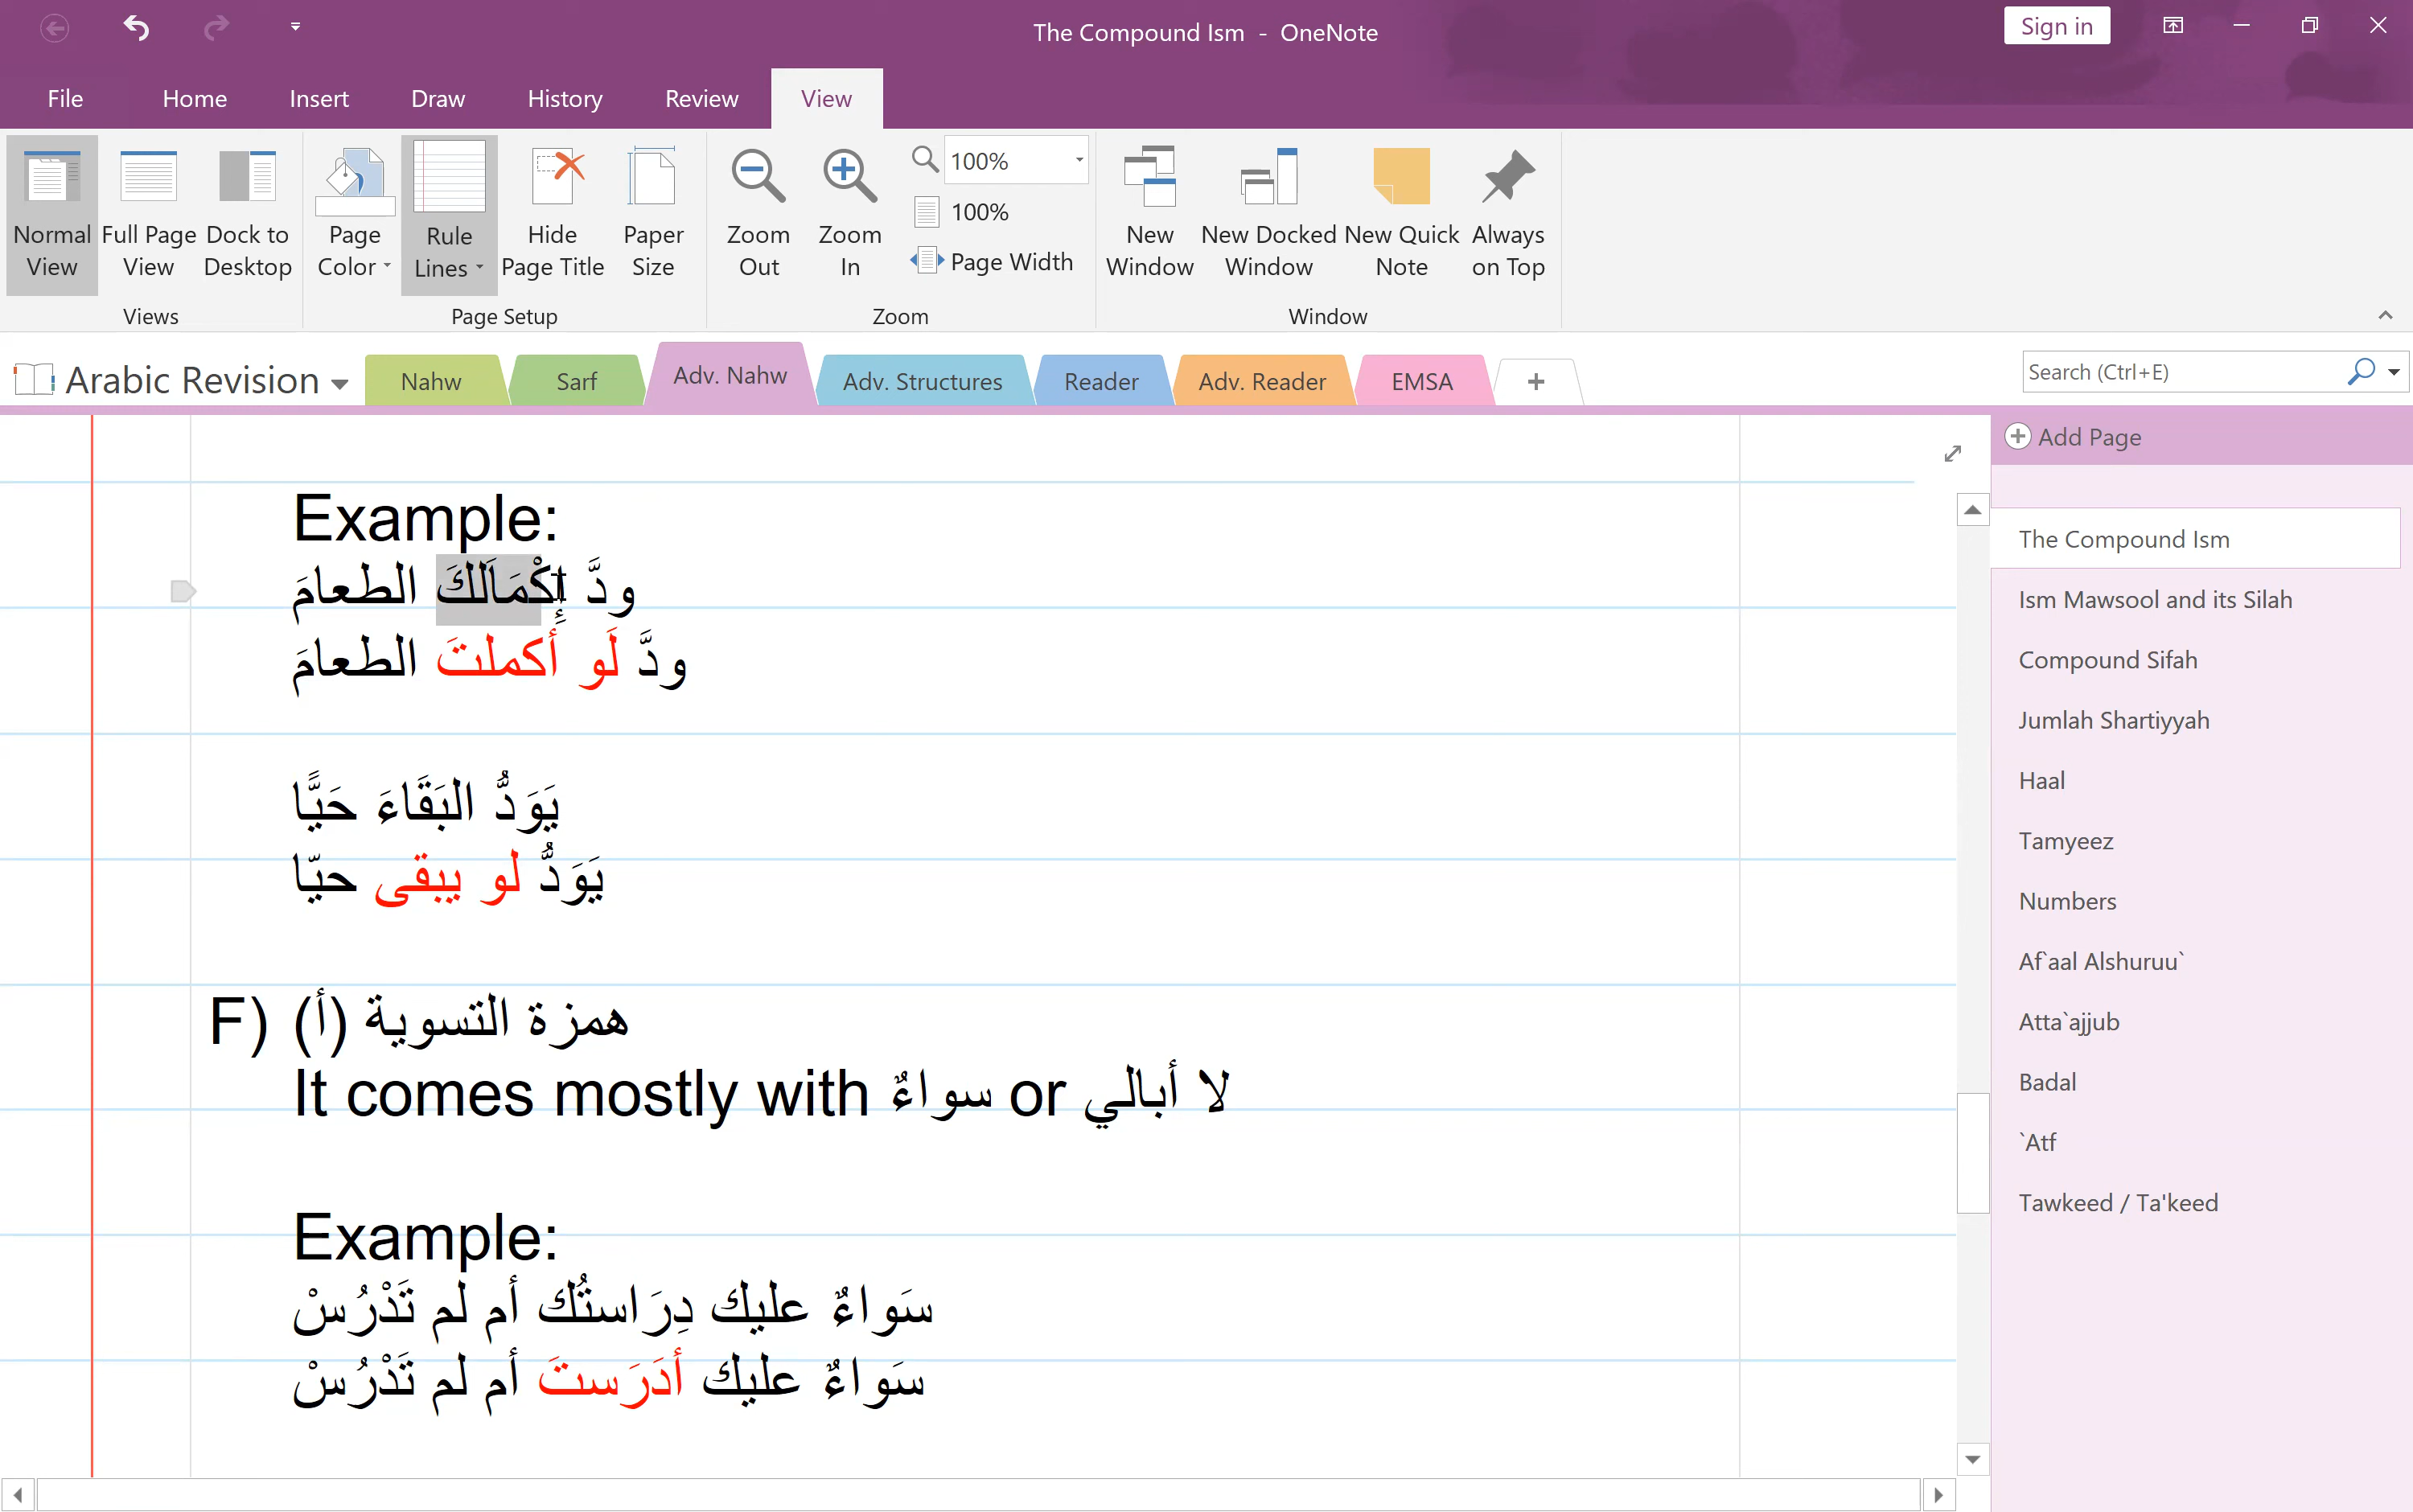 The Compound Ism - OneNote
Sign in
File Home Insert Draw History Review View
Normal View
Full Page View
Dock to Desktop
Page Color
Rule Lines
Hide Page Title
Paper Size
Zoom Out
Zoom In
100%
100%
Page Width
New Window
New Docked Window
New Quick Note
Always on Top
Views
Page Setup
Zoom
Window
Arabic Revision
Nahw
Sarf
Adv. Nahw
Adv. Structures
Reader
Adv. Reader
EMSA
Search (Ctrl+E)
Example:
ودَّ إِكْمَالَكَ الطعامَ
ودَّ لَو أكملتَ الطعامَ
يَوَدُّ البَقَاءَ حَيًّا
يَوَدُّ لو يبقى حيّا
F) (أ) همزة التسوية
It comes mostly with سواءٌ or لا أبالي
Example:
سَواءٌ عليك دِرَاستُك أم لم تَدْرُسْ
سَواءٌ عليك أدَرَستَ أم لم تَدْرُسْ
Add Page
The Compound Ism
Ism Mawsool and its Silah
Compound Sifah
Jumlah Shartiyyah
Haal
Tamyeez
Numbers
Af`aal Alshuruu`
Atta`ajjub
Badal
`Atf
Tawkeed / Ta'keed